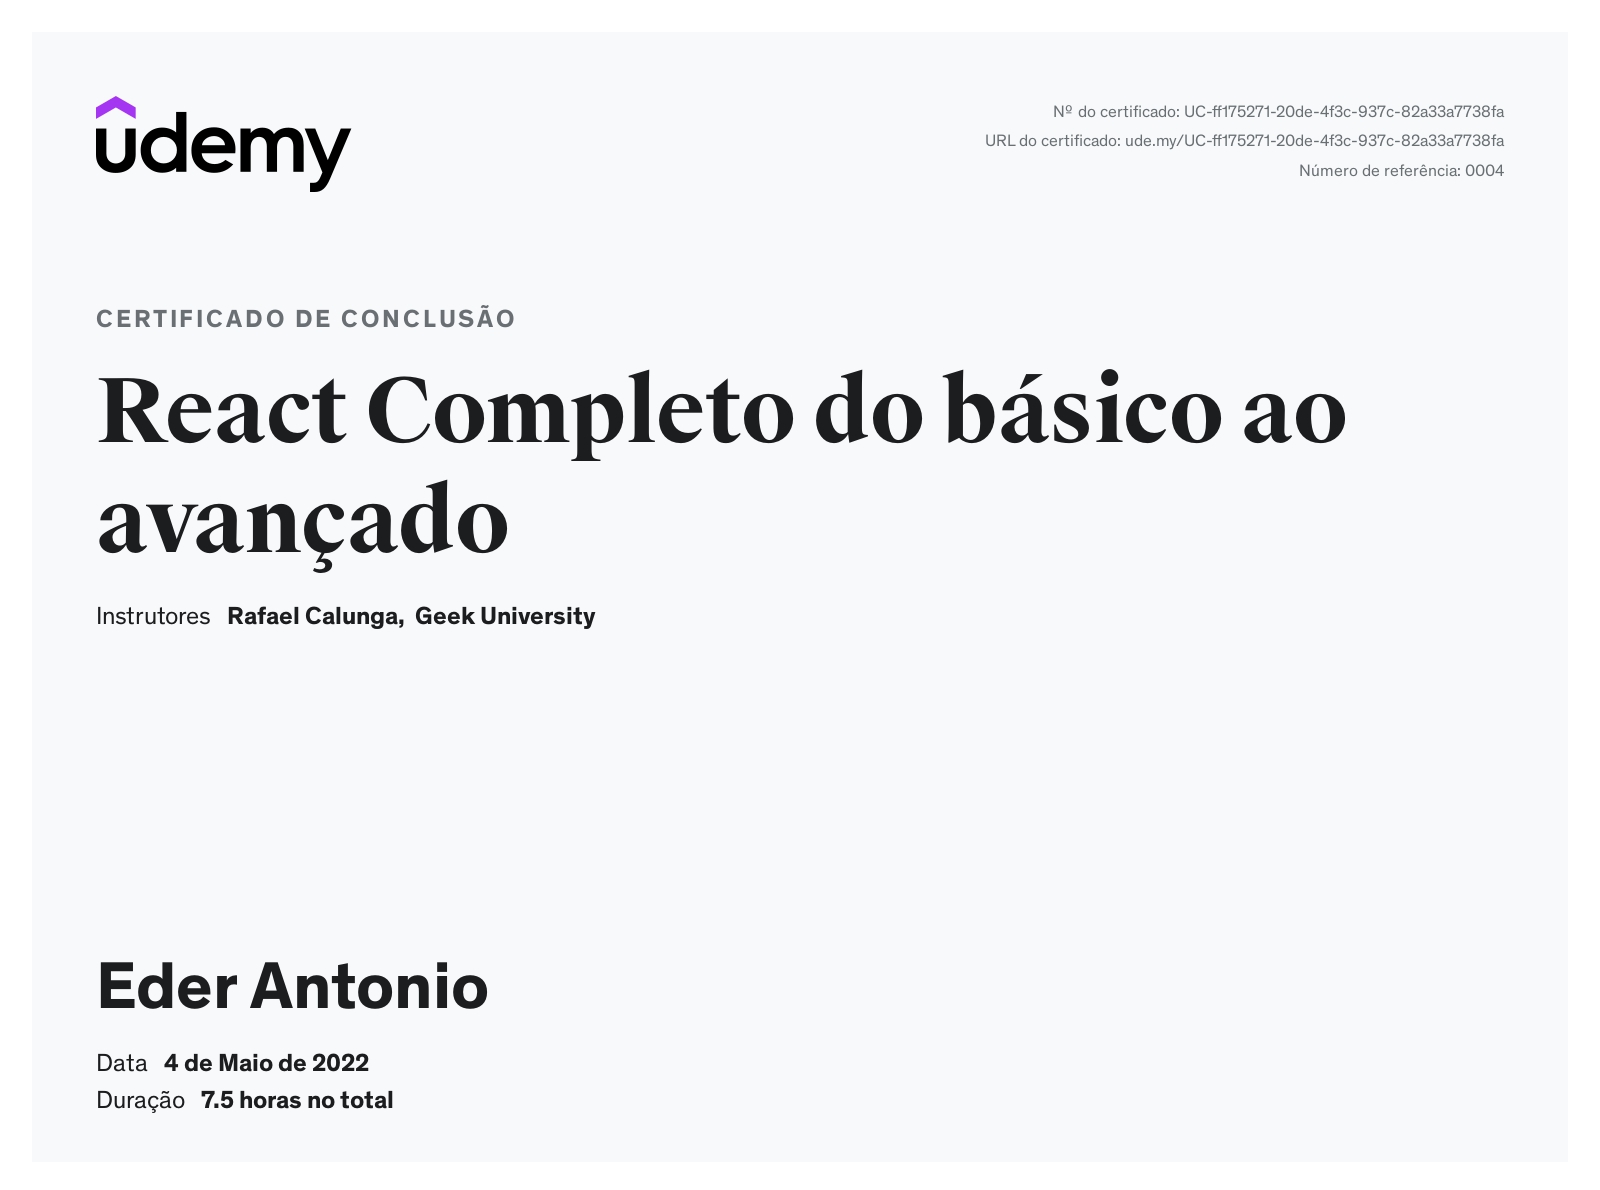 udemy
Nº do certificado: UC-ff175271-20de-4f3c-937c-82a33a7738fa
URL do certificado: ude.my/UC-ff175271-20de-4f3c-937c-82a33a7738fa
Número de referência: 0004
CERTIFICADO DE CONCLUSÃO
React Completo do básico ao
avançado
Instrutores Rafael Calunga, Geek University
Eder Antonio
Data 4 de Maio de 2022
Duração 7.5 horas no total